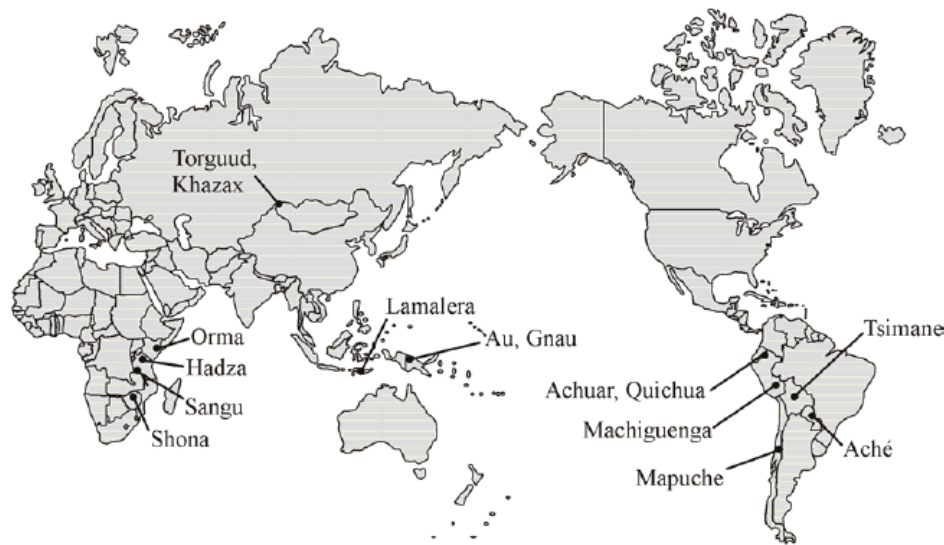 Torguud,
Khazax
Lamalera
Orma
Au, Gnau
Tsimane
Hadza
Achuar, Quichua
Sangu
Machiguenga
Shona
Aché
Mapuche